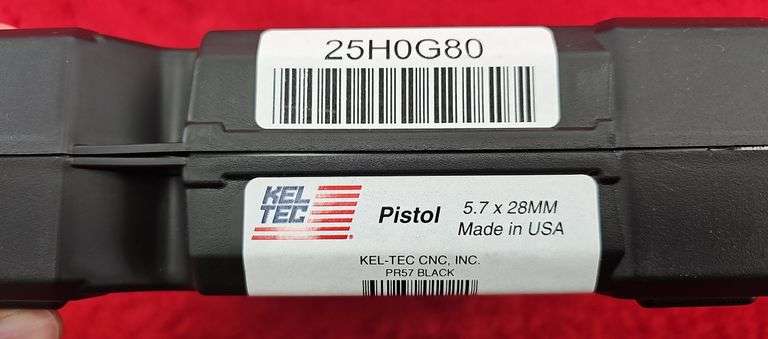 25H0G80
KEL
TEC
Pistol
5.7 x 28MM
Made in USA
KEL-TEC CNC, INC.
PR57 BLACK